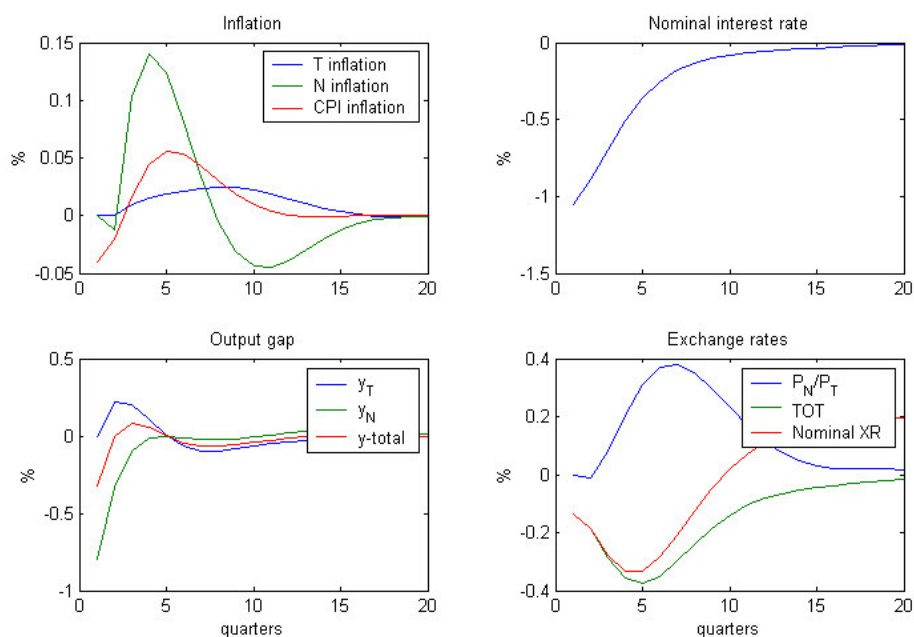 Inflation
0.15
0.1
0.05
0
-0.05
%
0
5
10
15
20
T inflation
N inflation
CPI inflation
Nominal interest rate
0
-0.5
-1
-1.5
%
0
5
10
15
20
Output gap
0.5
0
-0.5
-1
%
0
5
10
15
20
quarters
y_T
y_N
y-total
Exchange rates
0.4
0.2
0
-0.2
-0.4
%
0
5
10
15
20
quarters
P_N/P_T
TOT
Nominal XR